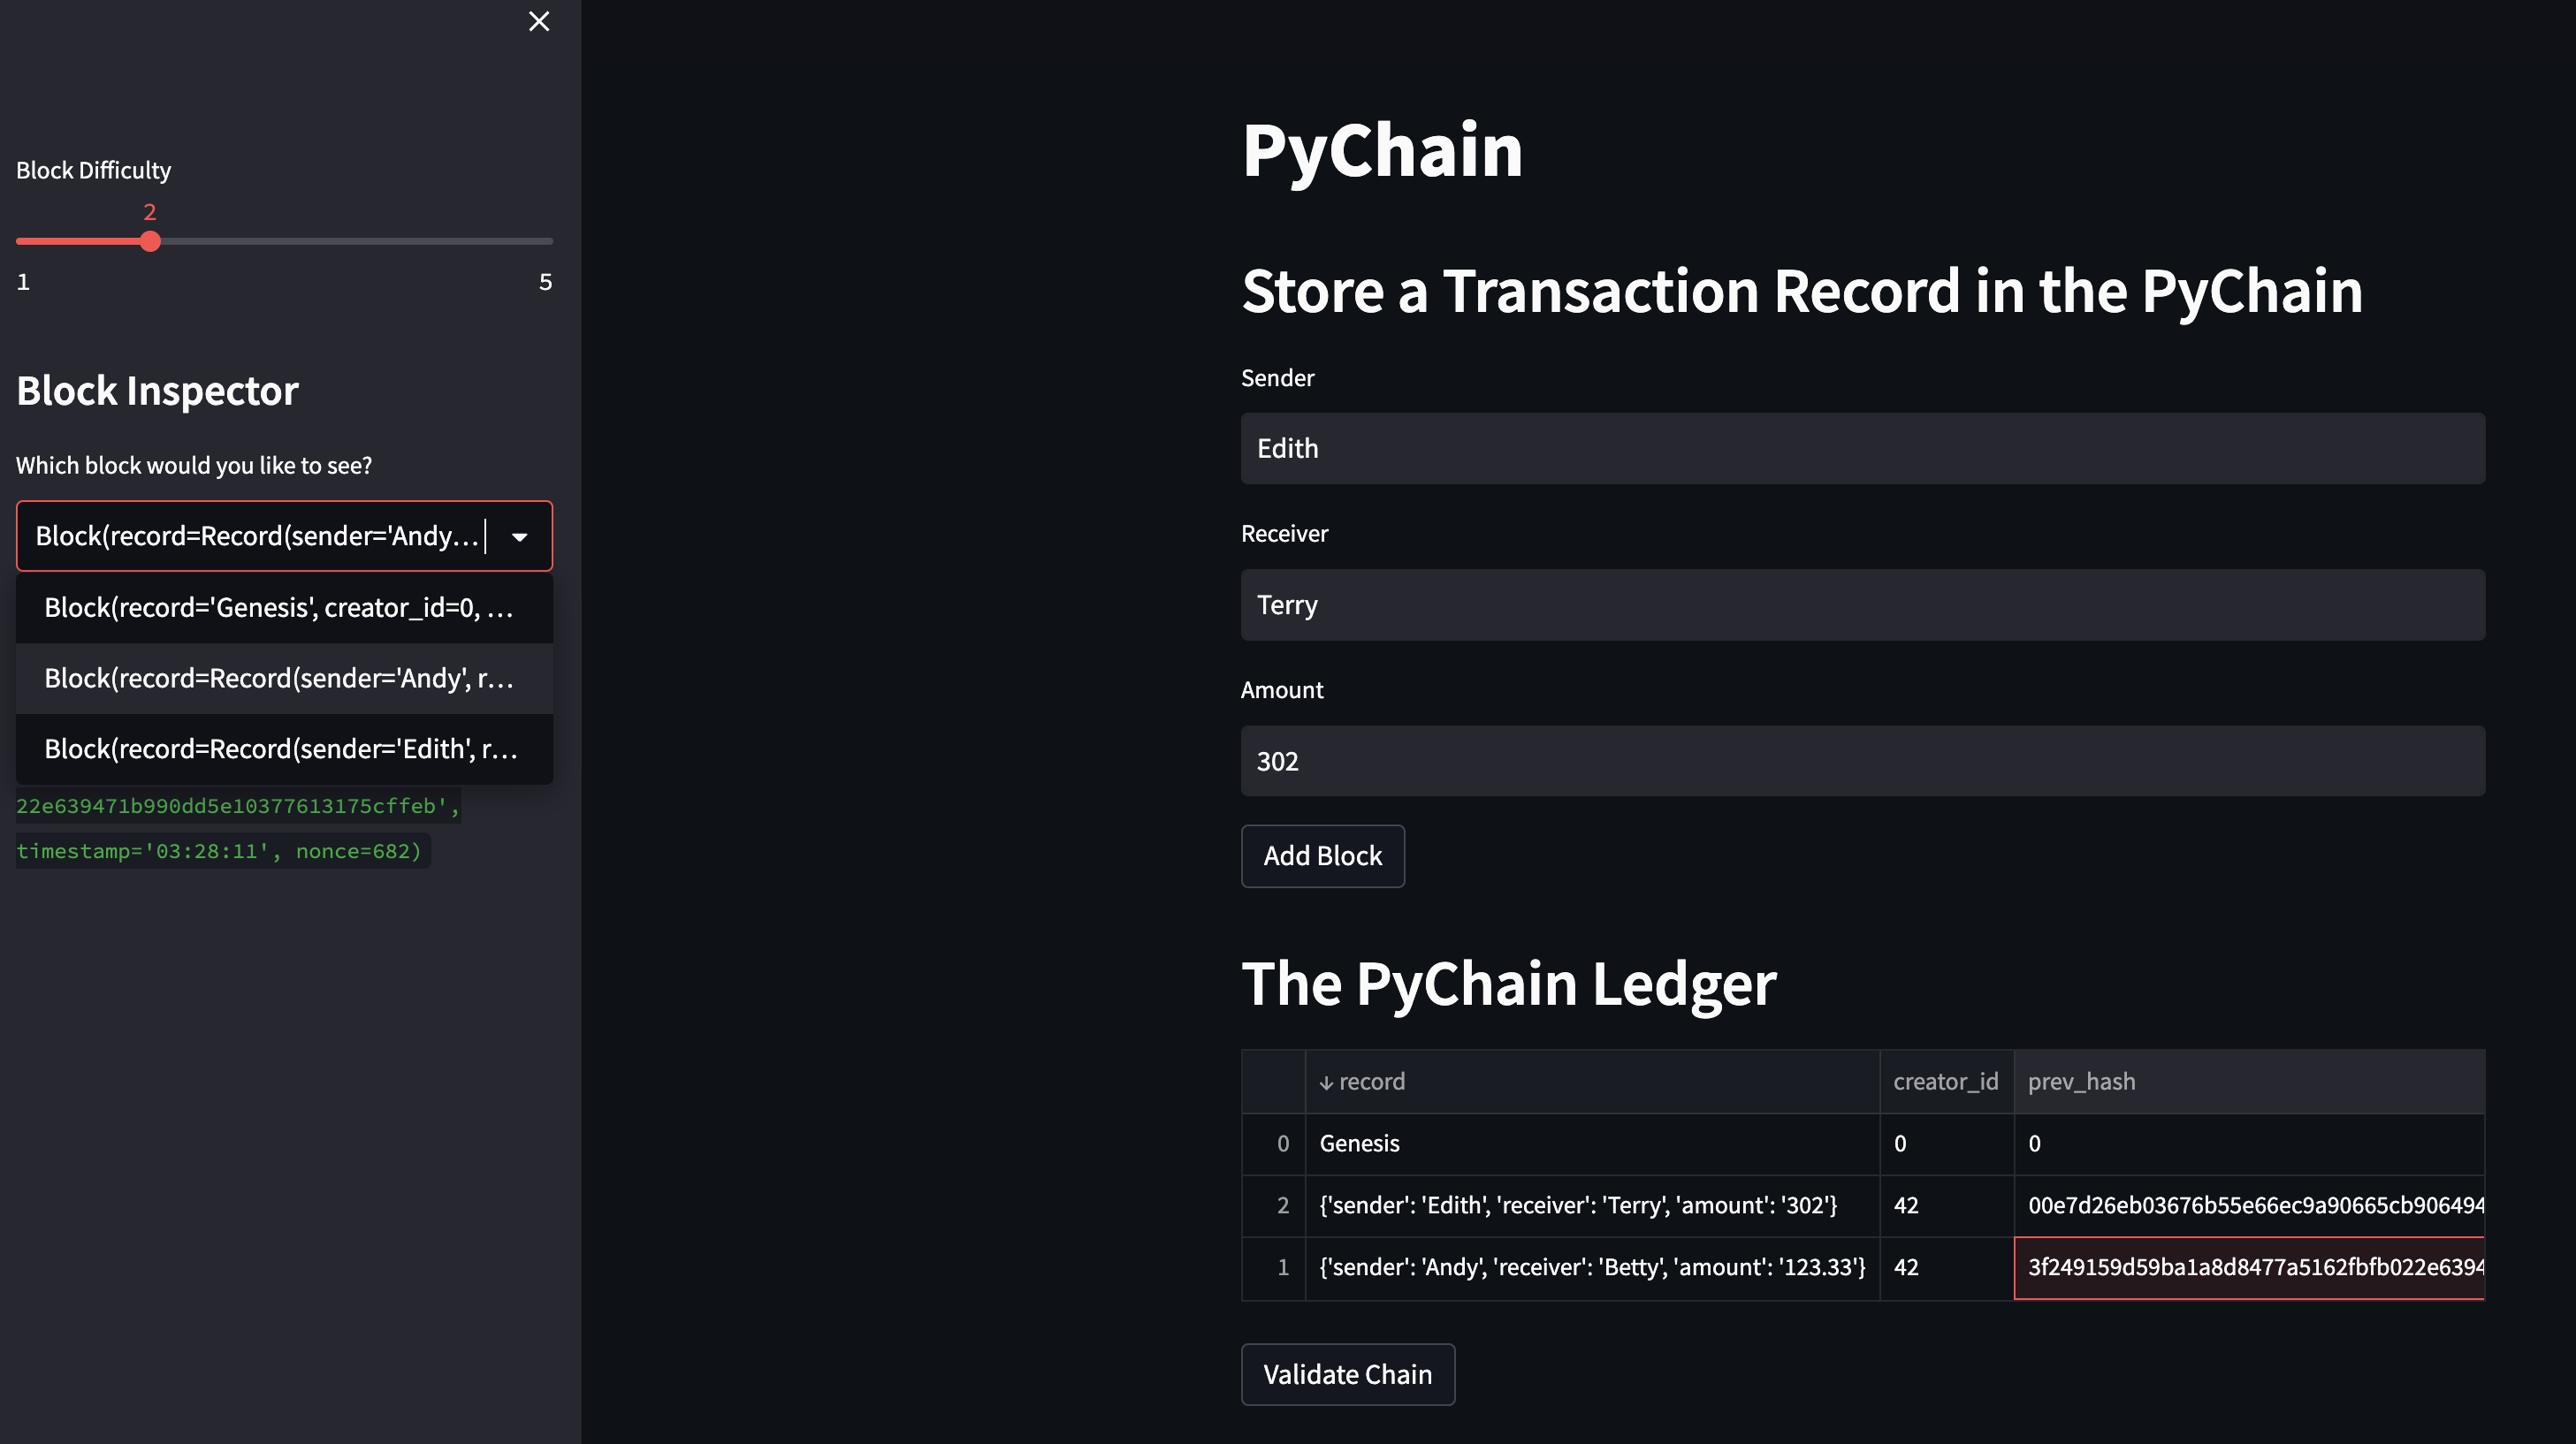 Block Difficulty
2
1 5
Block Inspector
Which block would you like to see?
Block(record=Record(sender='Andy…
Block(record='Genesis', creator_id=0, …
Block(record=Record(sender='Andy', r…
Block(record=Record(sender='Edith', r…
22e639471b990dd5e10377613175cffeb',
timestamp='03:28:11', nonce=682)
PyChain
Store a Transaction Record in the PyChain
Sender
Edith
Receiver
Terry
Amount
302
Add Block
The PyChain Ledger
↓ record creator_id prev_hash
0 Genesis 0 0
2 {'sender': 'Edith', 'receiver': 'Terry', 'amount': '302'} 42 00e7d26eb03676b55e66ec9a90665cb906494
1 {'sender': 'Andy', 'receiver': 'Betty', 'amount': '123.33'} 42 3f249159d59ba1a8d8477a5162fbfb022e6394
Validate Chain